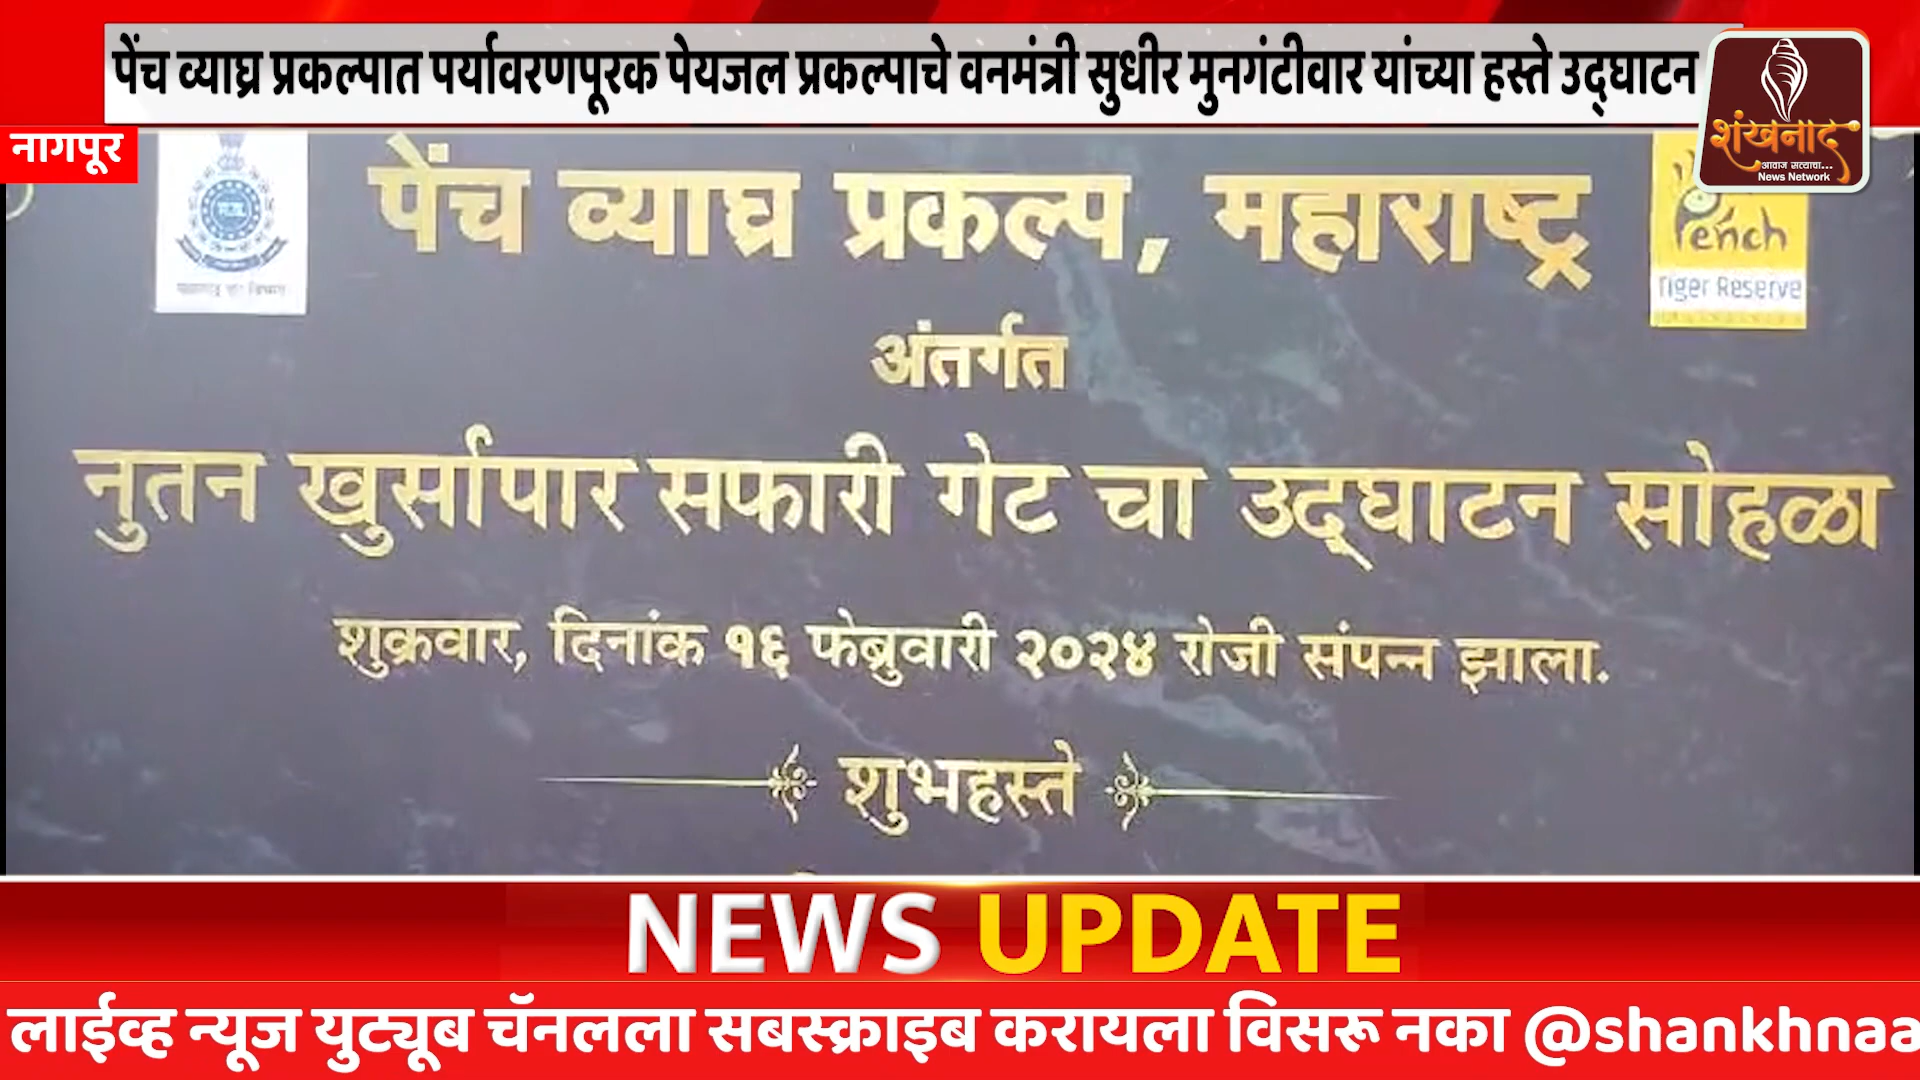 पेंच व्याघ्र प्रकल्पात पर्यावरणपूरक पेयजल प्रकल्पाचे वनमंत्री सुधीर मुनगंटीवार यांच्या हस्ते उद्घाटन
शंखनाद
आवाज सत्याचा...
News Network
नागपूर
पेंच व्याघ्र प्रकल्प, महाराष्ट्र
Pench
Tiger Reserve
अंतर्गत
नुतन खुर्सापार सफारी गेट चा उद्घाटन सोहळा
शुक्रवार, दिनांक १६ फेब्रुवारी २०२४ रोजी संपन्न झाला.
शुभहस्ते
NEWS UPDATE
लाईव्ह न्यूज युट्यूब चॅनलला सबस्क्राइब करायला विसरू नका @shankhnaa